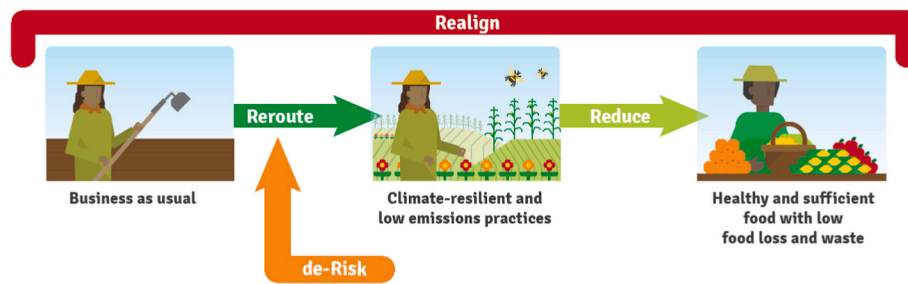 Realign
Reroute
Reduce
Business as usual
Climate-resilient and
low emissions practices
Healthy and sufficient
food with low
food loss and waste
de-Risk